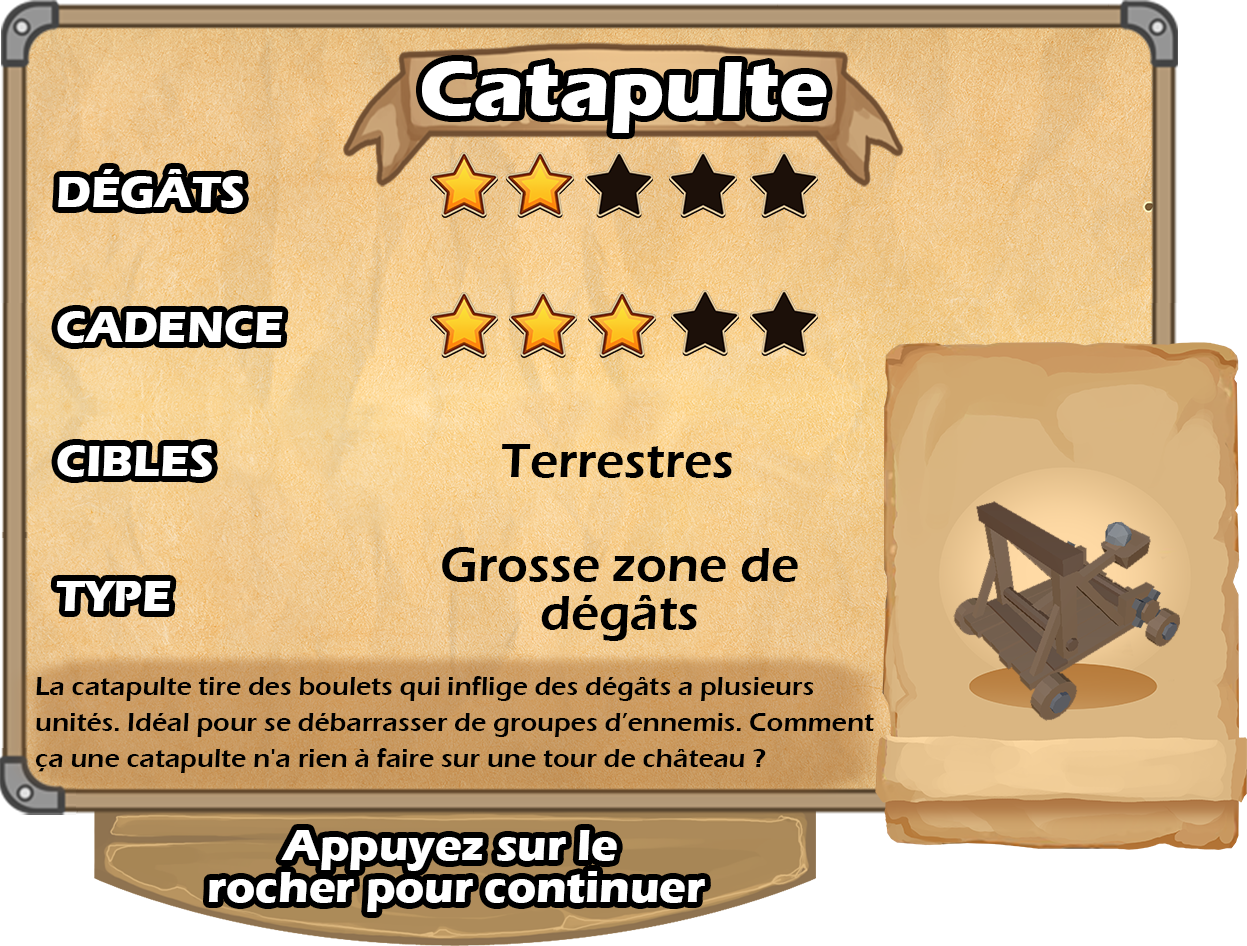 Catapulte
DÉGÂTS
CADENCE
CIBLES
Terrestres
TYPE
Grosse zone de
dégâts
La catapulte tire des boulets qui inflige des dégâts a plusieurs
unités. Idéal pour se débarrasser de groupes d’ennemis. Comment
ça une catapulte n'a rien à faire sur une tour de château ?
Appuyez sur le
rocher pour continuer